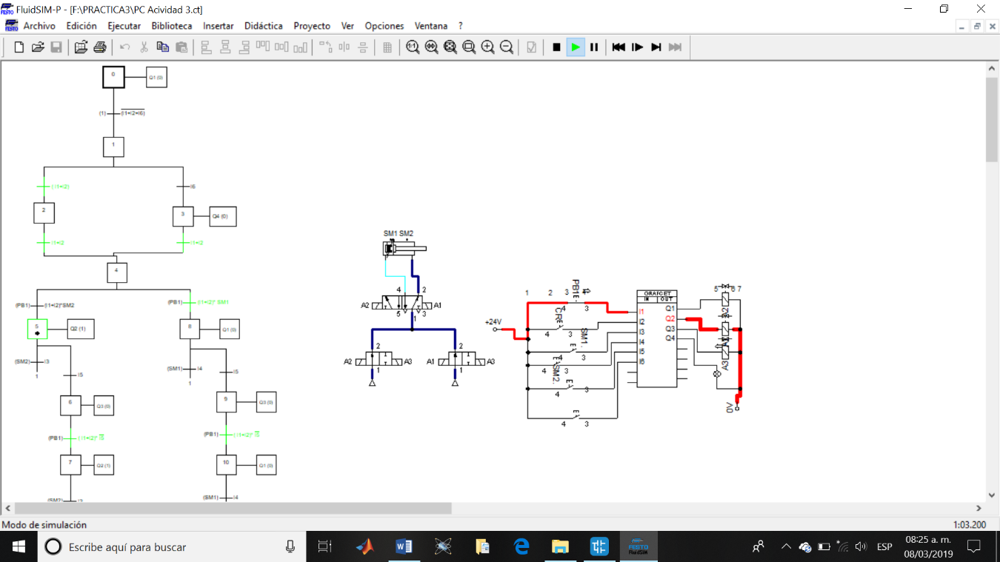 FluidSIM-P - [F:\PRACTICA3\PC Acividad 3.ct]
Archivo Edición Ejecutar Biblioteca Insertar Didáctica Proyecto Ver Opciones Ventana ?
0 Q1 (0)
(1) (I1+I2+I6)
1
(I1+I2) I6
2 3 Q4 (0)
I1+I2 I1+I2
4
(PB1) (I1+I2)*SM2 (PB1) (I1+I2)* SM1
5 Q2 (1) 8 Q1 (0)
(SM2) I3 I5 (SM1) I4 I5
1 1
6 Q3 (0) 9 Q3 (0)
(PB1) (I1+I2)* I5 (PB1) (I1+I2)* I5
7 Q2 (1) 10 Q1 (0)
(SM2) I3 (SM1) I4
SM1 SM2
4 2
A2 A1
5 3
1
2 2
A2 A3 A1 A3
1 1
+24V
1 2 3 4
PB1
4 3
CR
4 3
SM1.
4 3
SM2.
4 3
4 3
4 3
GRAFCET
IN OUT
I1 Q1
I2 Q2
I3 Q3
I4 Q4
I5
I6
5 6 7
A3
0V
Modo de simulación 1:03.200
Escribe aquí para buscar
ESP
08:25 a. m.
08/03/2019
FESTO
FluidSIM